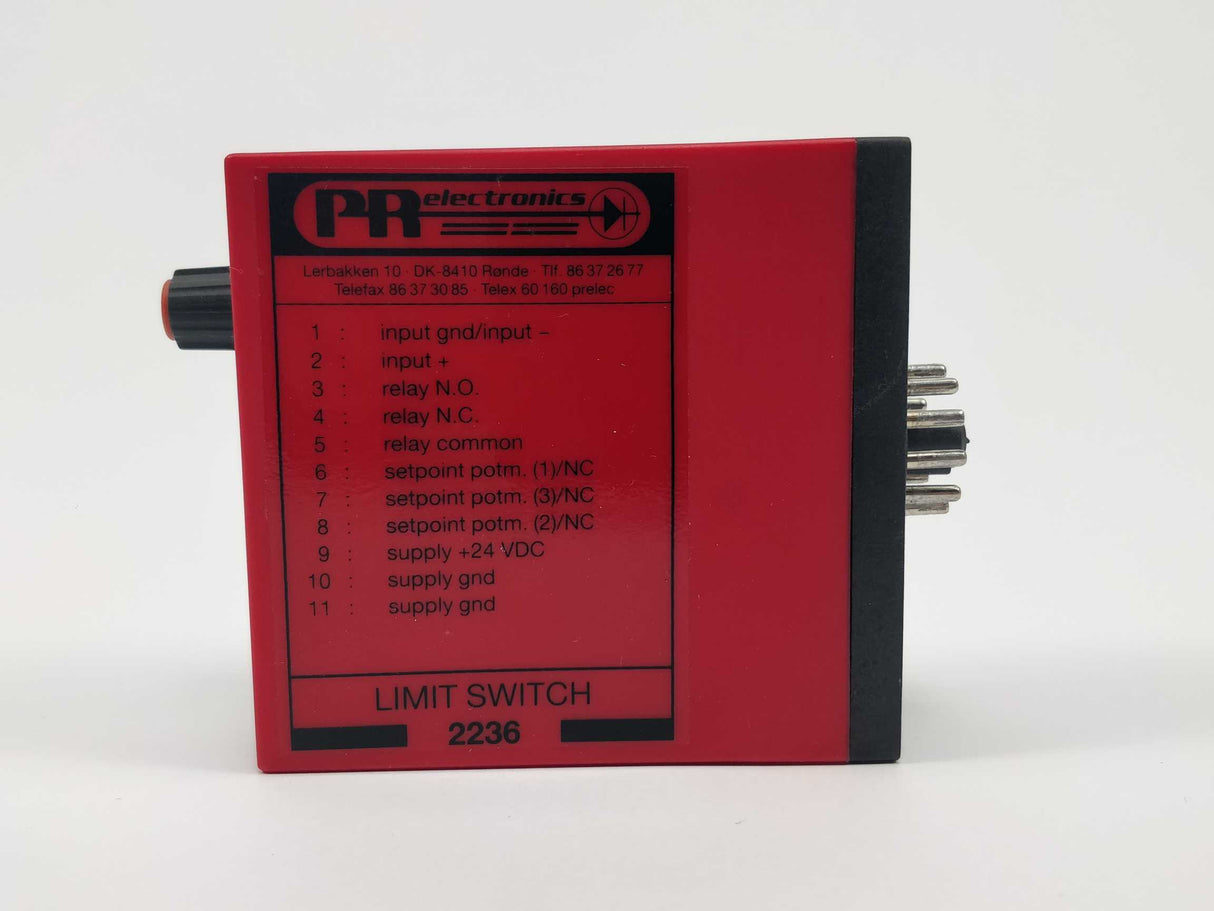 PR electronics
Lerbakken 10 · DK-8410 Rønde · Tlf. 86 37 26 77
Telefax 86 37 30 85 · Telex 60 160 prelec
1 : input gnd/input –
2 : input +
3 : relay N.O.
4 : relay N.C.
5 : relay common
6 : setpoint potm. (1)/NC
7 : setpoint potm. (3)/NC
8 : setpoint potm. (2)/NC
9 : supply +24 VDC
10 : supply gnd
11 : supply gnd
LIMIT SWITCH
2236